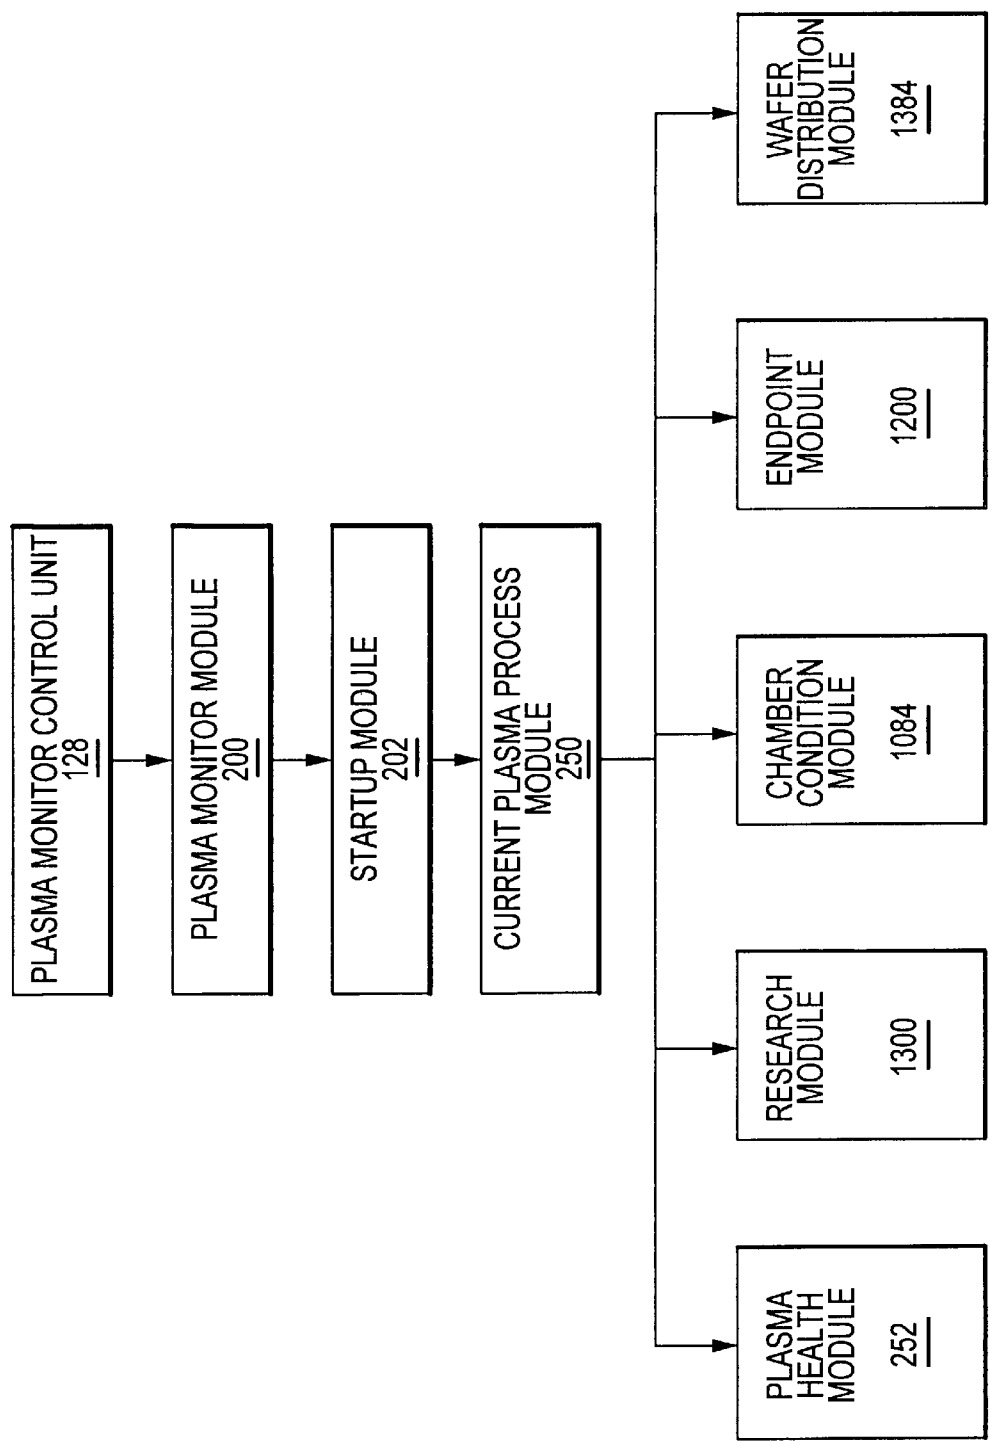 PLASMA MONITOR CONTROL UNIT
128
PLASMA MONITOR MODULE
200
STARTUP MODULE
202
CURRENT PLASMA PROCESS
MODULE
250
PLASMA
HEALTH
MODULE
252
RESEARCH
MODULE
1300
CHAMBER
CONDITION
MODULE
1084
ENDPOINT
MODULE
1200
WAFER
DISTRIBUTION
MODULE
1384